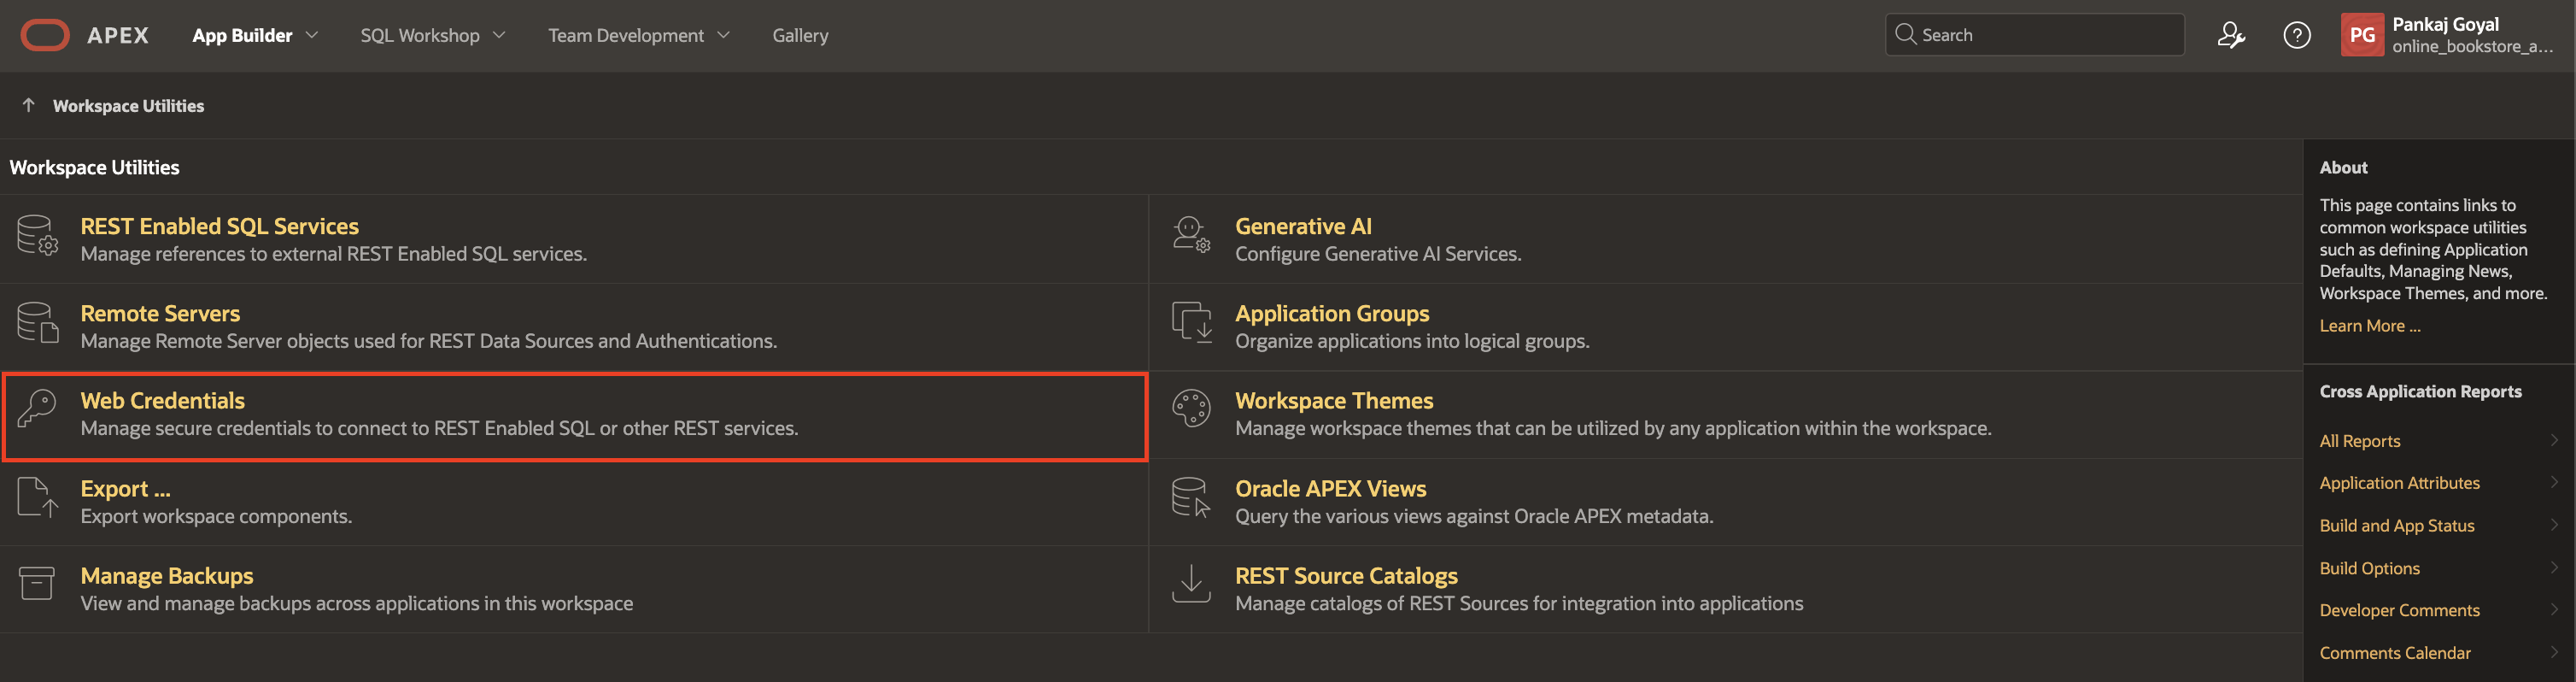 APEX
App Builder
SQL Workshop
Team Development
Gallery
Search
PG
Pankaj Goyal
online_bookstore_a...
Workspace Utilities
Workspace Utilities
REST Enabled SQL Services
Manage references to external REST Enabled SQL services.
Generative AI
Configure Generative AI Services.
Remote Servers
Manage Remote Server objects used for REST Data Sources and Authentications.
Application Groups
Organize applications into logical groups.
Web Credentials
Manage secure credentials to connect to REST Enabled SQL or other REST services.
Workspace Themes
Manage workspace themes that can be utilized by any application within the workspace.
Export ...
Export workspace components.
Oracle APEX Views
Query the various views against Oracle APEX metadata.
Manage Backups
View and manage backups across applications in this workspace
REST Source Catalogs
Manage catalogs of REST Sources for integration into applications
About
This page contains links to
common workspace utilities
such as defining Application
Defaults, Managing News,
Workspace Themes, and more.
Learn More ...
Cross Application Reports
All Reports
Application Attributes
Build and App Status
Build Options
Developer Comments
Comments Calendar